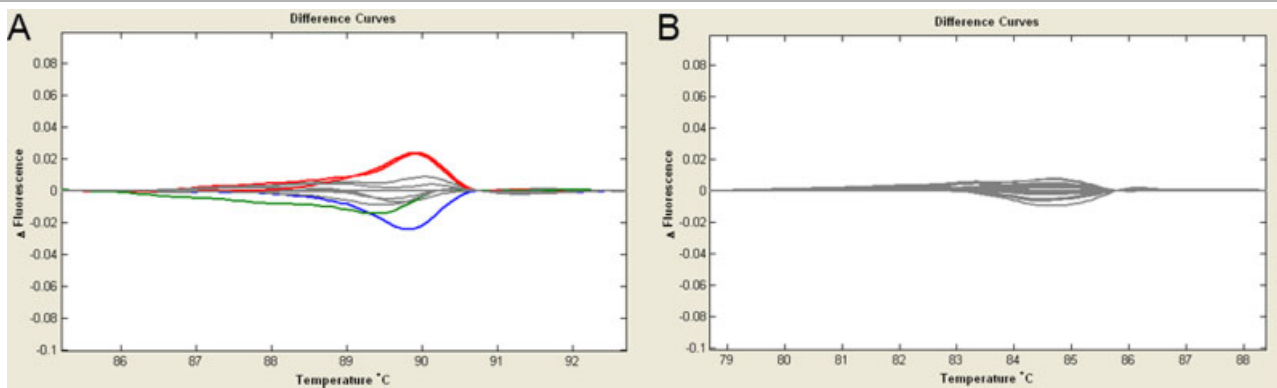 A
Difference Curves
0.08
0.06
0.04
0.02
0
-0.02
-0.04
-0.06
-0.08
-0.1
Δ Fluorescence
86 87 88 89 90 91 92
Temperature °C
B
Difference Curves
0.08
0.06
0.04
0.02
0
-0.02
-0.04
-0.06
-0.08
-0.1
Δ Fluorescence
79 80 81 82 83 84 85 86 87 88
Temperature °C